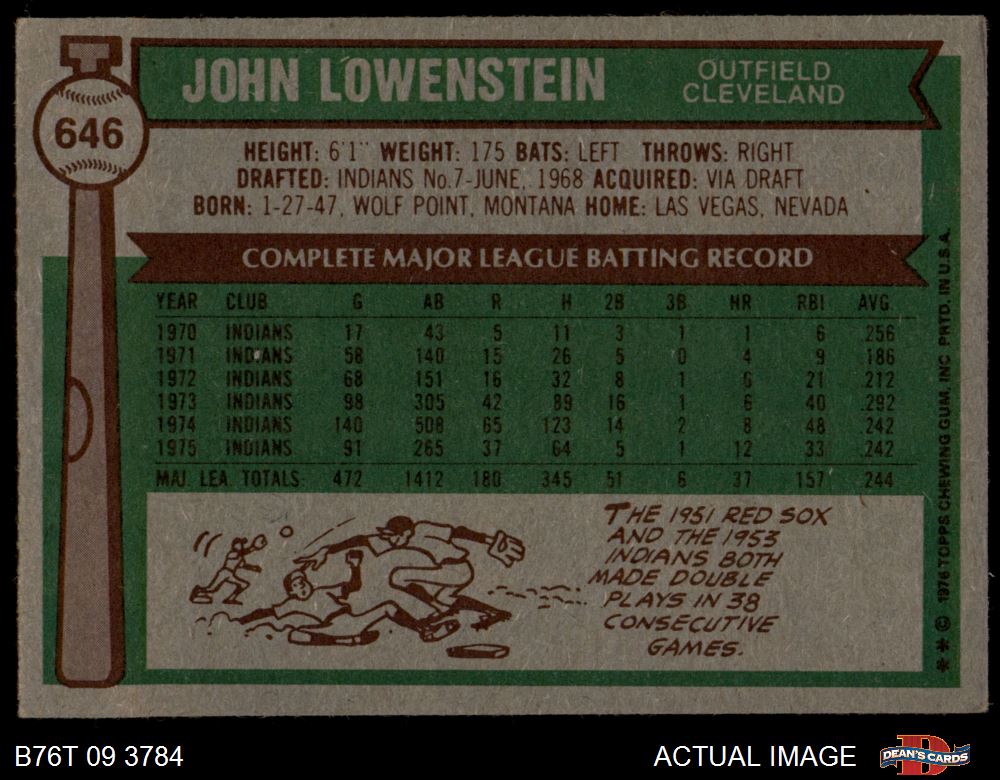 646
JOHN LOWENSTEIN
OUTFIELD
CLEVELAND
HEIGHT: 6'1" WEIGHT: 175 BATS: LEFT THROWS: RIGHT
DRAFTED: INDIANS No.7-JUNE, 1968 ACQUIRED: VIA DRAFT
BORN: 1-27-47, WOLF POINT, MONTANA HOME: LAS VEGAS, NEVADA
COMPLETE MAJOR LEAGUE BATTING RECORD
YEAR CLUB G AB R H 2B 3B HR RBI AVG.
1970 INDIANS 17 43 5 11 3 1 1 6 .256
1971 INDIANS 58 140 15 26 5 0 4 9 .186
1972 INDIANS 68 151 16 32 8 1 6 21 .212
1973 INDIANS 98 305 42 89 16 1 6 40 .292
1974 INDIANS 140 508 65 123 14 2 8 48 .242
1975 INDIANS 91 265 37 64 5 1 12 33 .242
MAJ. LEA. TOTALS 472 1412 180 345 51 6 37 157 .244
THE 1951 RED SOX
AND THE 1953
INDIANS BOTH
MADE DOUBLE
PLAYS IN 38
CONSECUTIVE
GAMES.
** © 1976 TOPPS CHEWING GUM, INC. PRTD. IN U.S.A.
B76T 09 3784
ACTUAL IMAGE
D
DEAN'S CARDS